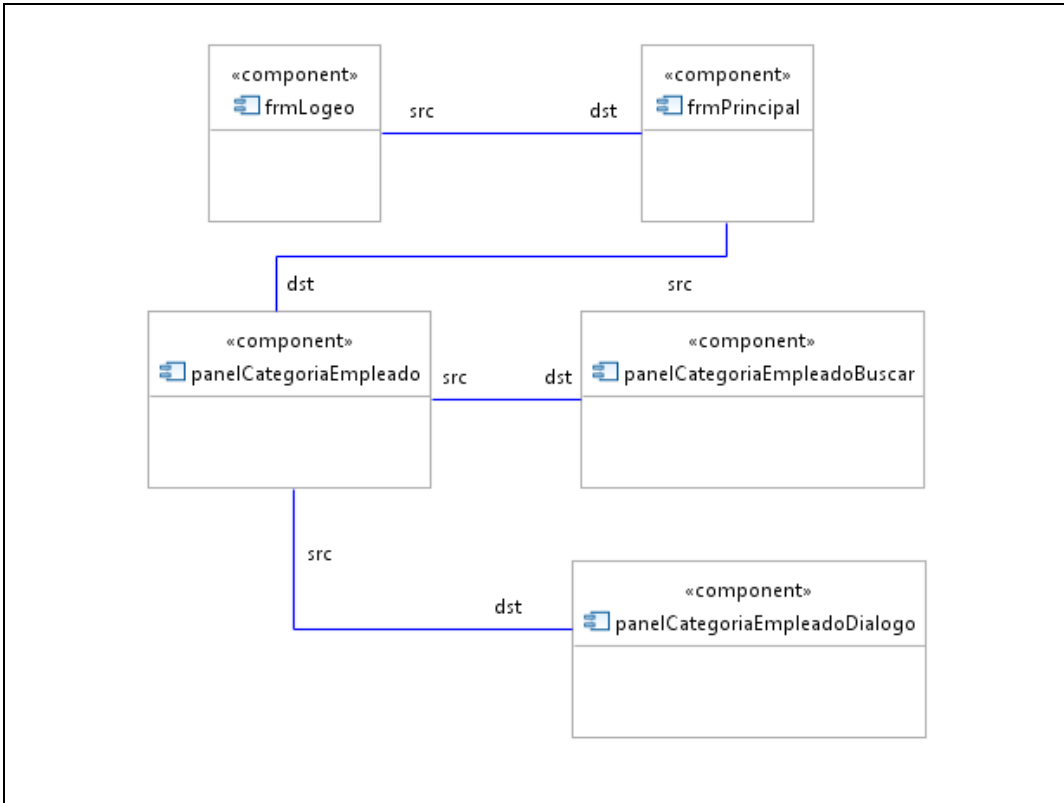 «component»
frmLogeo
src
dst
«component»
frmPrincipal
dst
src
«component»
panelCategoriaEmpleado
src
dst
«component»
panelCategoriaEmpleadoBuscar
src
dst
«component»
panelCategoriaEmpleadoDialogo